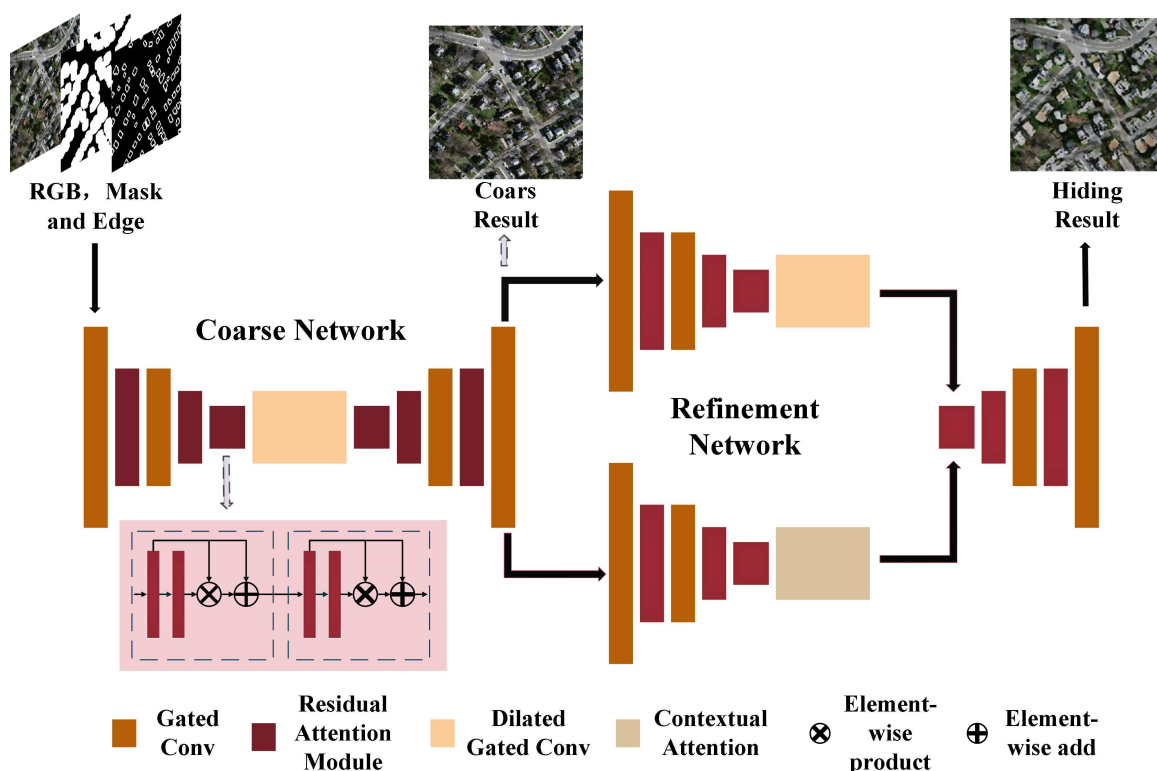 RGB，Mask
and Edge
Coars
Result
Hiding
Result
Coarse Network
Refinement
Network
Gated
Conv
Residual
Attention
Module
Dilated
Gated Conv
Contextual
Attention
Element-
wise
product
Element-
wise add